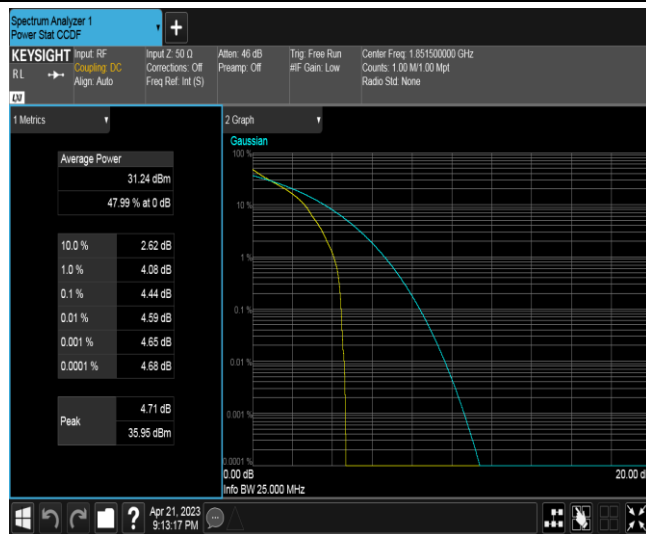 Spectrum Analyzer 1
Power Stat CCDF
+
KEYSIGHT
RL
LXI
Input: RF
Coupling: DC
Align: Auto
Input Z: 50 Ω
Corrections: Off
Freq Ref: Int (S)
Atten: 46 dB
Preamp: Off
Trig: Free Run
#IF Gain: Low
Center Freq: 1.851500000 GHz
Counts: 1.00 M/1.00 Mpt
Radio Std: None
1 Metrics
Average Power
31.24 dBm
47.99 % at 0 dB
10.0 % 2.62 dB
1.0 % 4.08 dB
0.1 % 4.44 dB
0.01 % 4.59 dB
0.001 % 4.65 dB
0.0001 % 4.68 dB
Peak
4.71 dB
35.95 dBm
2 Graph
Gaussian
100 %
10 %
1 %
0.1 %
0.01 %
0.001 %
0.0001 %
0.00 dB
20.00 d
Info BW 25.000 MHz
?
Apr 21, 2023
9:13:17 PM